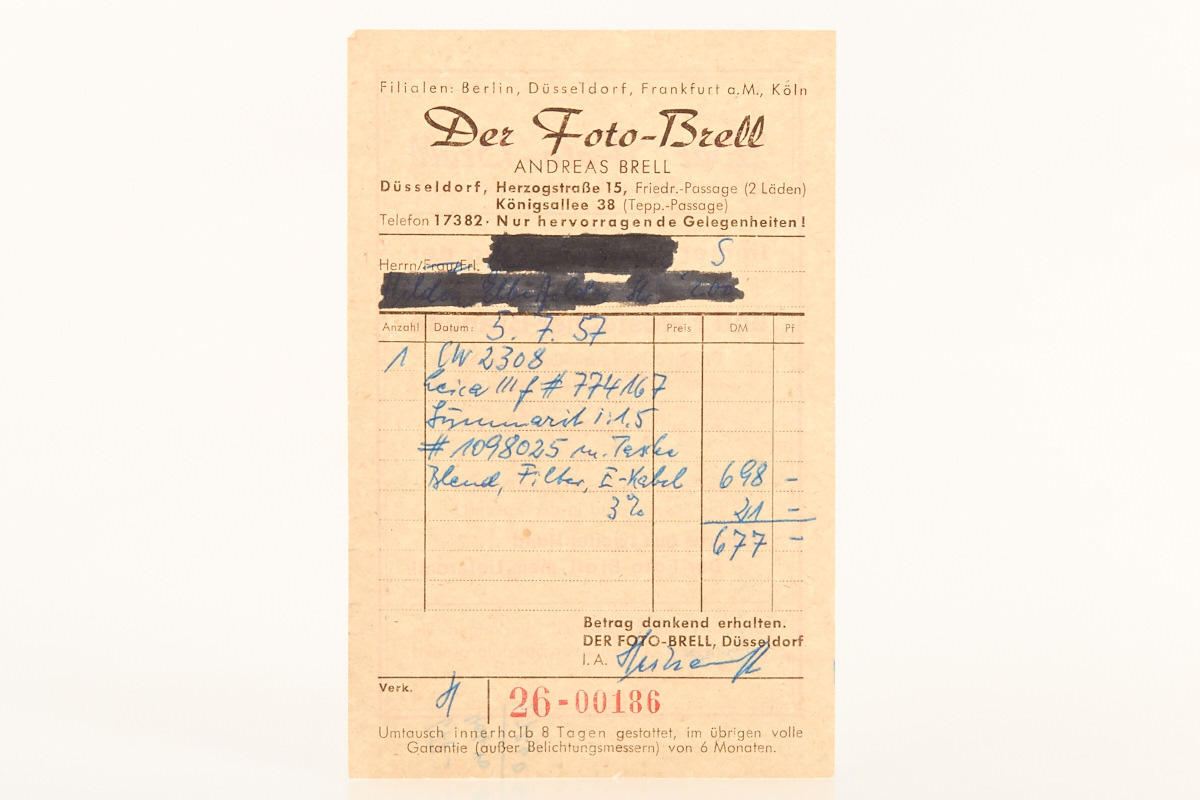 Filialen: Berlin, Düsseldorf, Frankfurt a.M., Köln
Der Foto-Brell
ANDREAS BRELL
Düsseldorf, Herzogstraße 15, Friedr.-Passage (2 Läden)
Königsallee 38 (Tepp.-Passage)
Telefon 17382 · Nur hervorragende Gelegenheiten!
S
Herrn/Frau/Frl.
Anzahl Datum: 5. 7. 57 Preis DM Pf
1 CW 2308
Leica IIIf # 774167
Summarit 1:1.5
# 1098025 m. Tasche
Blend, Filter, E-Kabel 698 -
3% 21 -
677 -
Betrag dankend erhalten.
DER FOTO-BRELL, Düsseldorf
I.A.
Verk. H 26-00186
Umtausch innerhalb 8 Tagen gestattet, im übrigen volle
Garantie (außer Belichtungsmessern) von 6 Monaten.